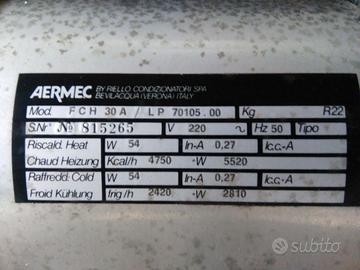 AERMEC BY RIELLO CONDIZIONATORI SPA
BEVILACQUA (VERONA) ITALY
Mod. FCH 30A / LP 70105.00 Kg R22
S.Nr № 815265 V 220 ~ Hz 50 Tipo
Riscald. Heat W 54 In-A 0,27 Icc-A
Chaud Heizung Kcal/h 4750 - W 5520
Raffredd. Cold W 54 In-A 0,27 Icc-A
Froid Kühlung frig/h 2420 - W 2810
subito